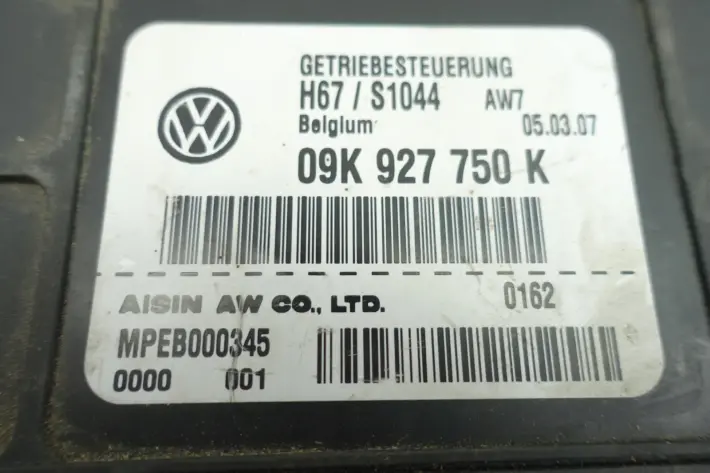 GETRIEBESTEUERUNG
H67 / S1044 AW7
Belgium 05.03.07
09K 927 750 K
AISIN AW CO., LTD. 0162
MPEB000345
0000 001